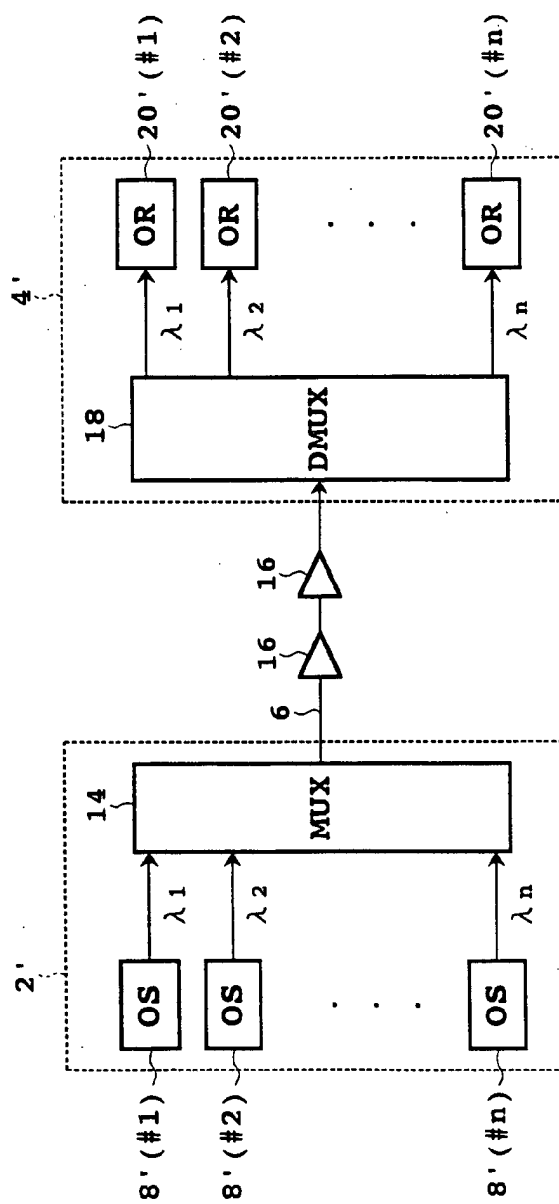 2'
8'(#1)
OS
λ1
8'(#2)
OS
λ2
. . .
8'(#n)
OS
λn
14
MUX
6
16
16
4'
18
DMUX
λ1
OR
20'(#1)
λ2
OR
20'(#2)
. . .
λn
OR
20'(#n)